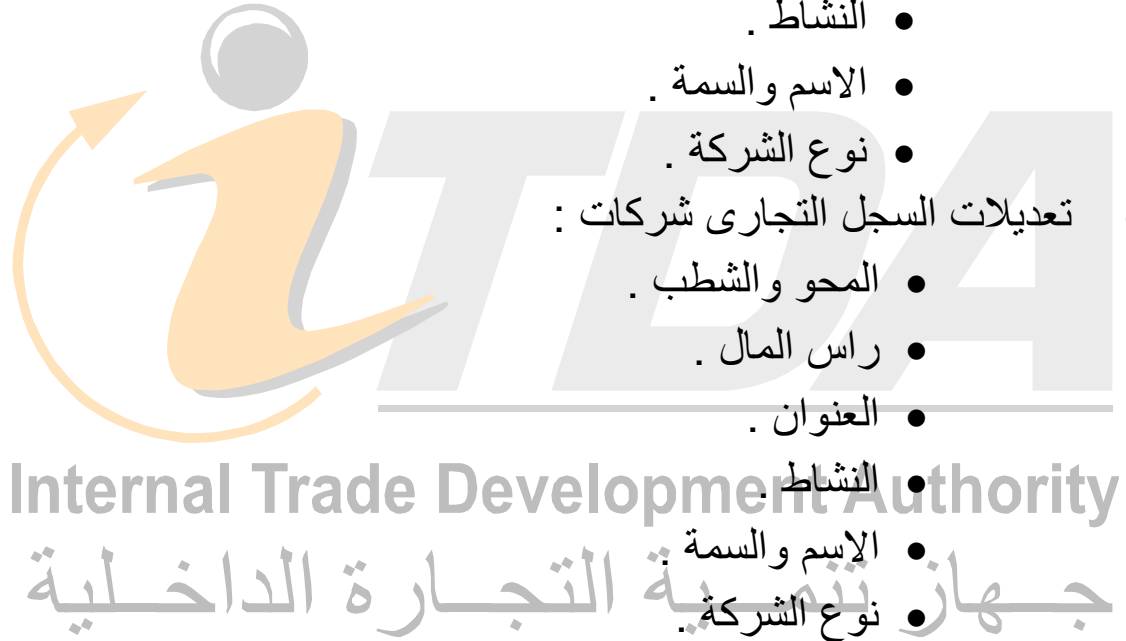 • النشاط .
• الاسم والسمة .
• نوع الشركة .
تعديلات السجل التجارى شركات :
• المحو والشطب .
• راس المال .
• العنوان .
• النشاط .
• الاسم والسمة .
• نوع الشركة .
iTDA
Internal Trade Development Authority
جهاز تنمية التجارة الداخلية